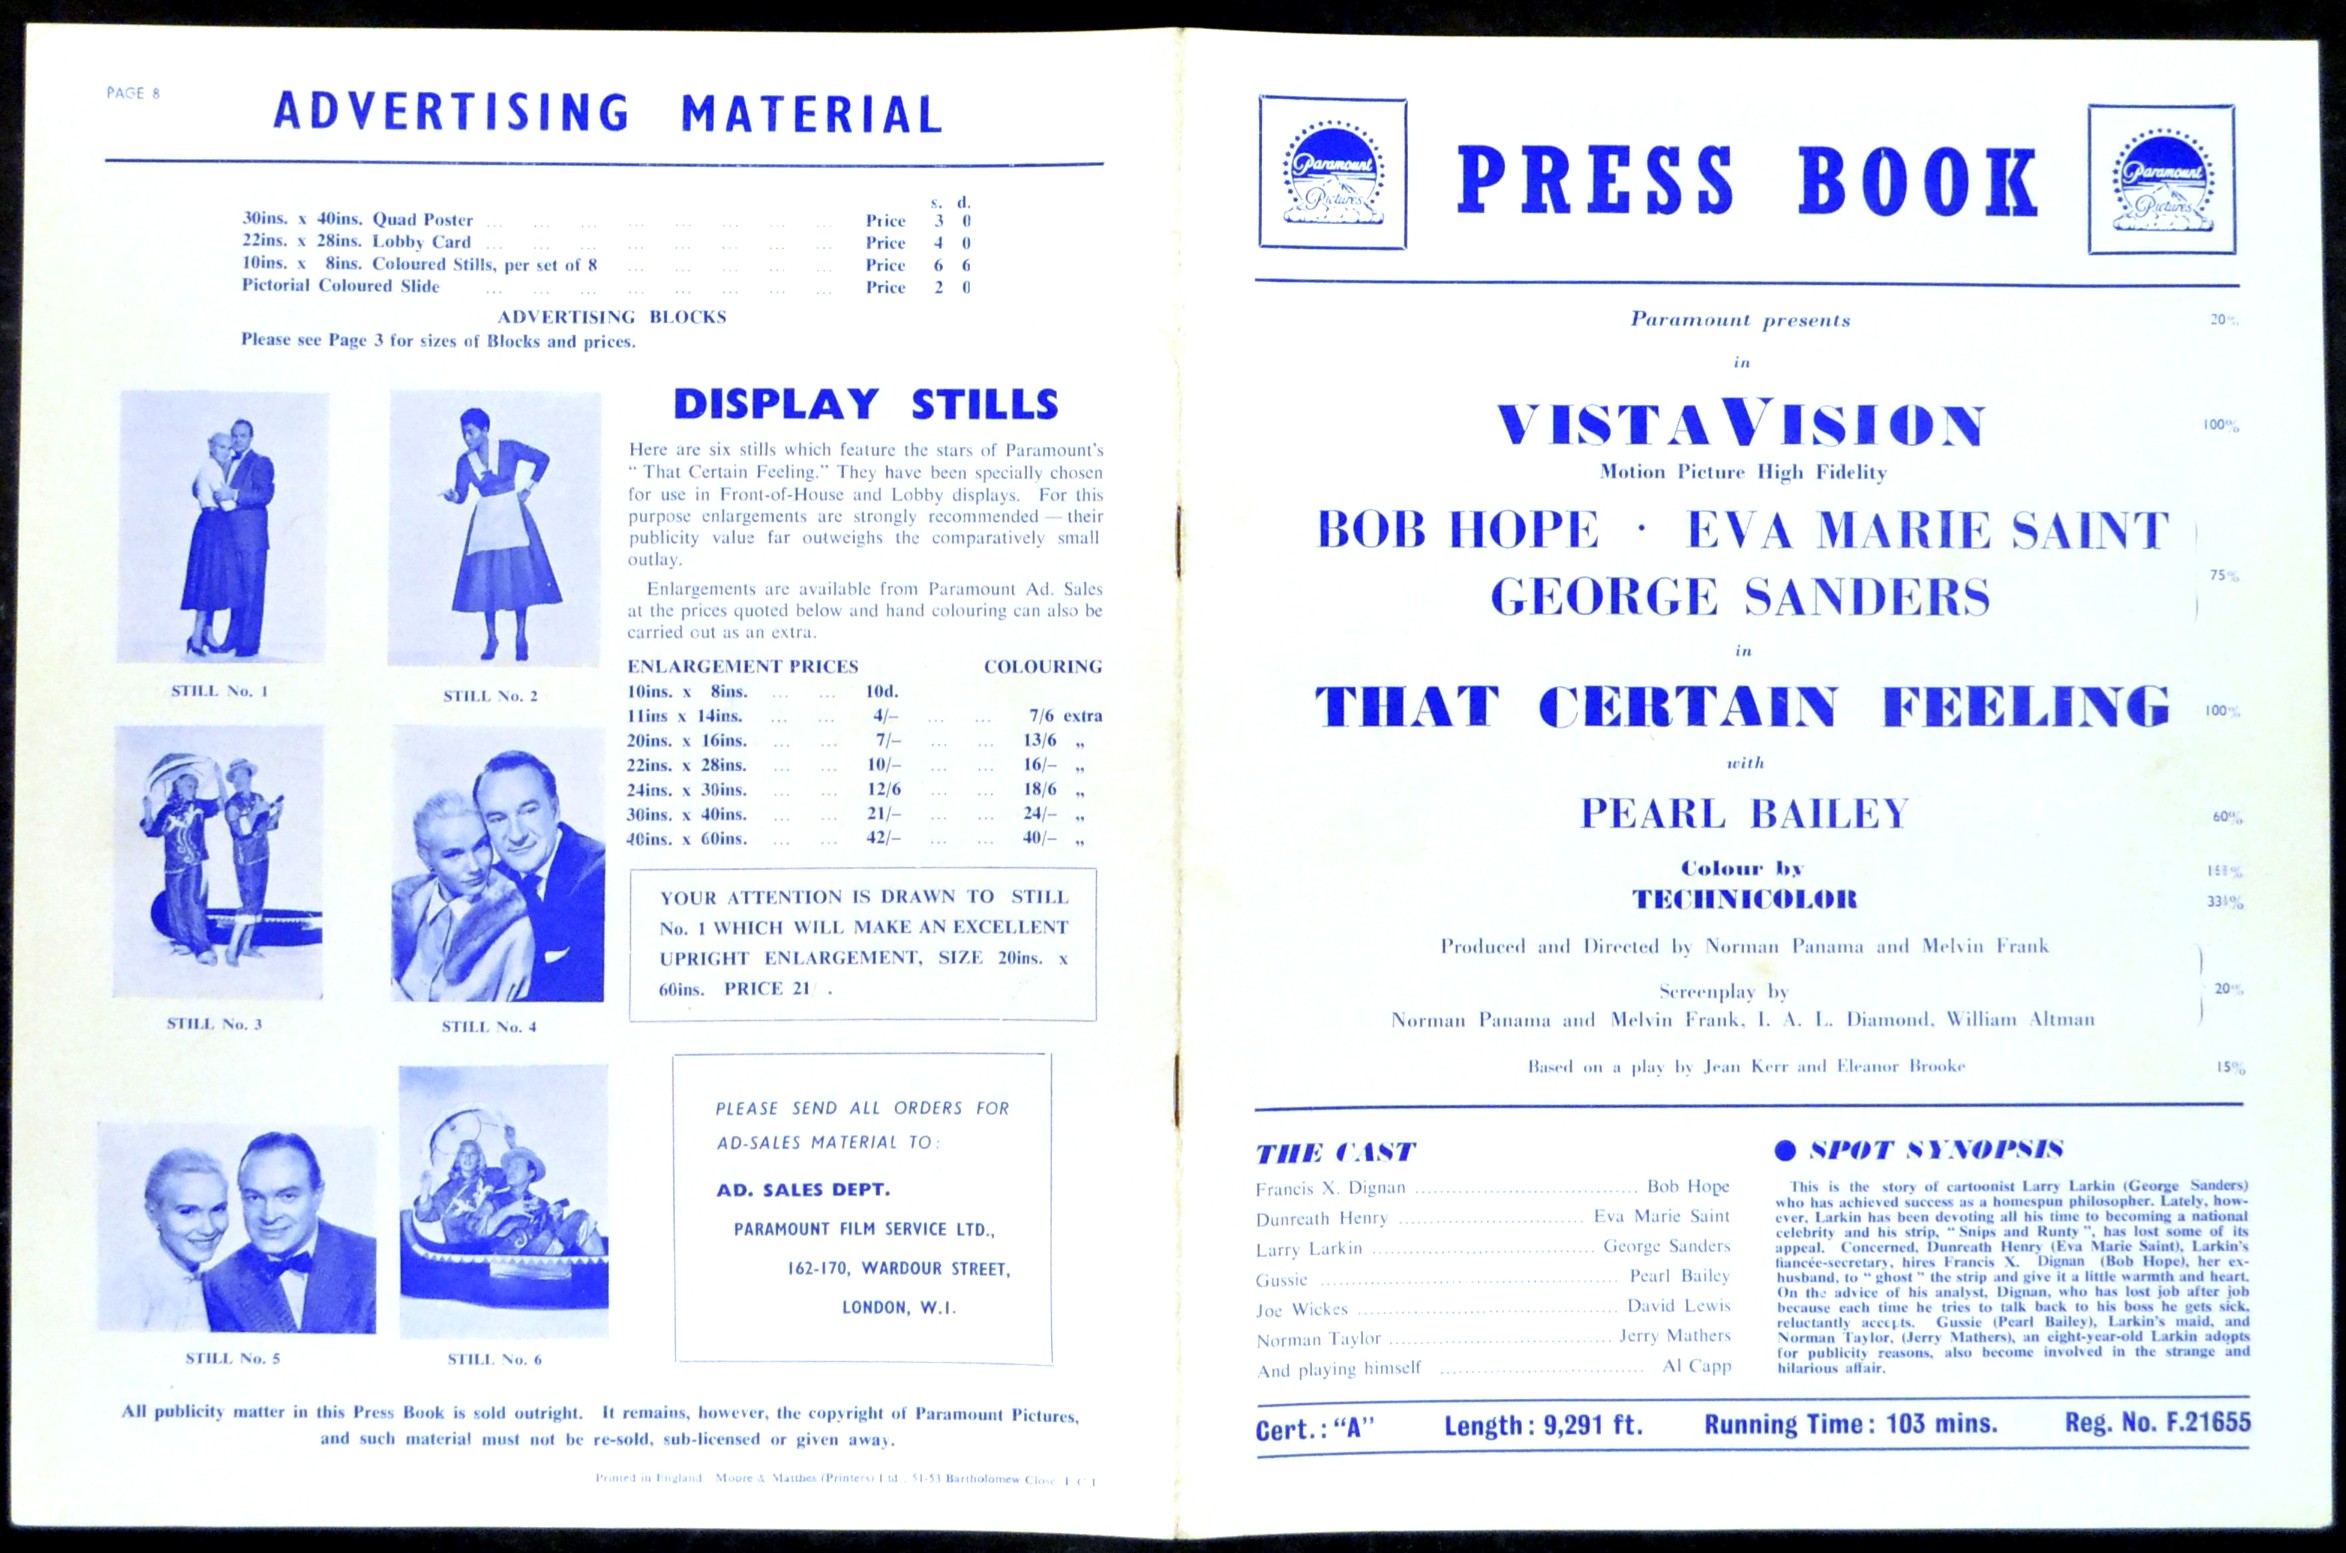 PAGE 8
ADVERTISING MATERIAL
s. d.
30ins. x 40ins. Quad Poster ... ... ... ... ... ... ... ... Price 3 0
22ins. x 28ins. Lobby Card ... ... ... ... ... ... ... ... Price 4 0
10ins. x 8ins. Coloured Stills, per set of 8 ... ... ... ... ... Price 6 6
Pictorial Coloured Slide ... ... ... ... ... ... ... ... Price 2 0
ADVERTISING BLOCKS
Please see Page 3 for sizes of Blocks and prices.
STILL No. 1
STILL No. 2
STILL No. 3
STILL No. 4
STILL No. 5
STILL No. 6
DISPLAY STILLS
Here are six stills which feature the stars of Paramount's
“ That Certain Feeling.” They have been specially chosen
for use in Front-of-House and Lobby displays. For this
purpose enlargements are strongly recommended — their
publicity value far outweighs the comparatively small
outlay.
Enlargements are available from Paramount Ad. Sales
at the prices quoted below and hand colouring can also be
carried out as an extra.
ENLARGEMENT PRICES COLOURING
10ins. x 8ins. ... ... 10d.
11ins x 14ins. ... ... 4/– ... ... 7/6 extra
20ins. x 16ins. ... ... 7/– ... ... 13/6 „
22ins. x 28ins. ... ... 10/– ... ... 16/– „
24ins. x 30ins. ... ... 12/6 ... ... 18/6 „
30ins. x 40ins. ... ... 21/– ... ... 24/– „
40ins. x 60ins. ... ... 42/– ... ... 40/– „
YOUR ATTENTION IS DRAWN TO STILL
No. 1 WHICH WILL MAKE AN EXCELLENT
UPRIGHT ENLARGEMENT, SIZE 20ins. x
60ins. PRICE 21/ .
PLEASE SEND ALL ORDERS FOR
AD-SALES MATERIAL TO:
AD. SALES DEPT.
PARAMOUNT FILM SERVICE LTD.,
162-170, WARDOUR STREET,
LONDON, W.I.
All publicity matter in this Press Book is sold outright. It remains, however, the copyright of Paramount Pictures,
and such material must not be re-sold, sub-licensed or given away.
Printed in England Moore & Matthes (Printers) Ltd., 51-53 Bartholomew Close, E C 1
Paramount
Pictures
PRESS BOOK
Paramount
Pictures
Paramount presents 20%
in
VISTAVISION 100%
Motion Picture High Fidelity
BOB HOPE · EVA MARIE SAINT
GEORGE SANDERS 75%
in
THAT CERTAIN FEELING 100%
with
PEARL BAILEY 60%
Colour by
TECHNICOLOR 33⅓%
Produced and Directed by Norman Panama and Melvin Frank
Screenplay by 20%
Norman Panama and Melvin Frank, I. A. L. Diamond, William Altman
Based on a play by Jean Kerr and Eleanor Brooke 15%
THE CAST
Francis X. Dignan ........ Bob Hope
Dunreath Henry ........ Eva Marie Saint
Larry Larkin ........ George Sanders
Gussie ........ Pearl Bailey
Joe Wickes ........ David Lewis
Norman Taylor ........ Jerry Mathers
And playing himself ........ Al Capp
● SPOT SYNOPSIS
This is the story of cartoonist Larry Larkin (George Sanders)
who has achieved success as a homespun philosopher. Lately, how-
ever, Larkin has been devoting all his time to becoming a national
celebrity and his strip, “ Snips and Runty ”, has lost some of its
appeal. Concerned, Dunreath Henry (Eva Marie Saint), Larkin's
fiancée-secretary, hires Francis X. Dignan (Bob Hope), her ex-
husband, to “ ghost ” the strip and give it a little warmth and heart.
On the advice of his analyst, Dignan, who has lost job after job
because each time he tries to talk back to his boss he gets sick,
reluctantly accepts. Gussie (Pearl Bailey), Larkin's maid, and
Norman Taylor, (Jerry Mathers), an eight-year-old Larkin adopts
for publicity reasons, also become involved in the strange and
hilarious affair.
Cert.: “A” Length: 9,291 ft. Running Time: 103 mins. Reg. No. F.21655